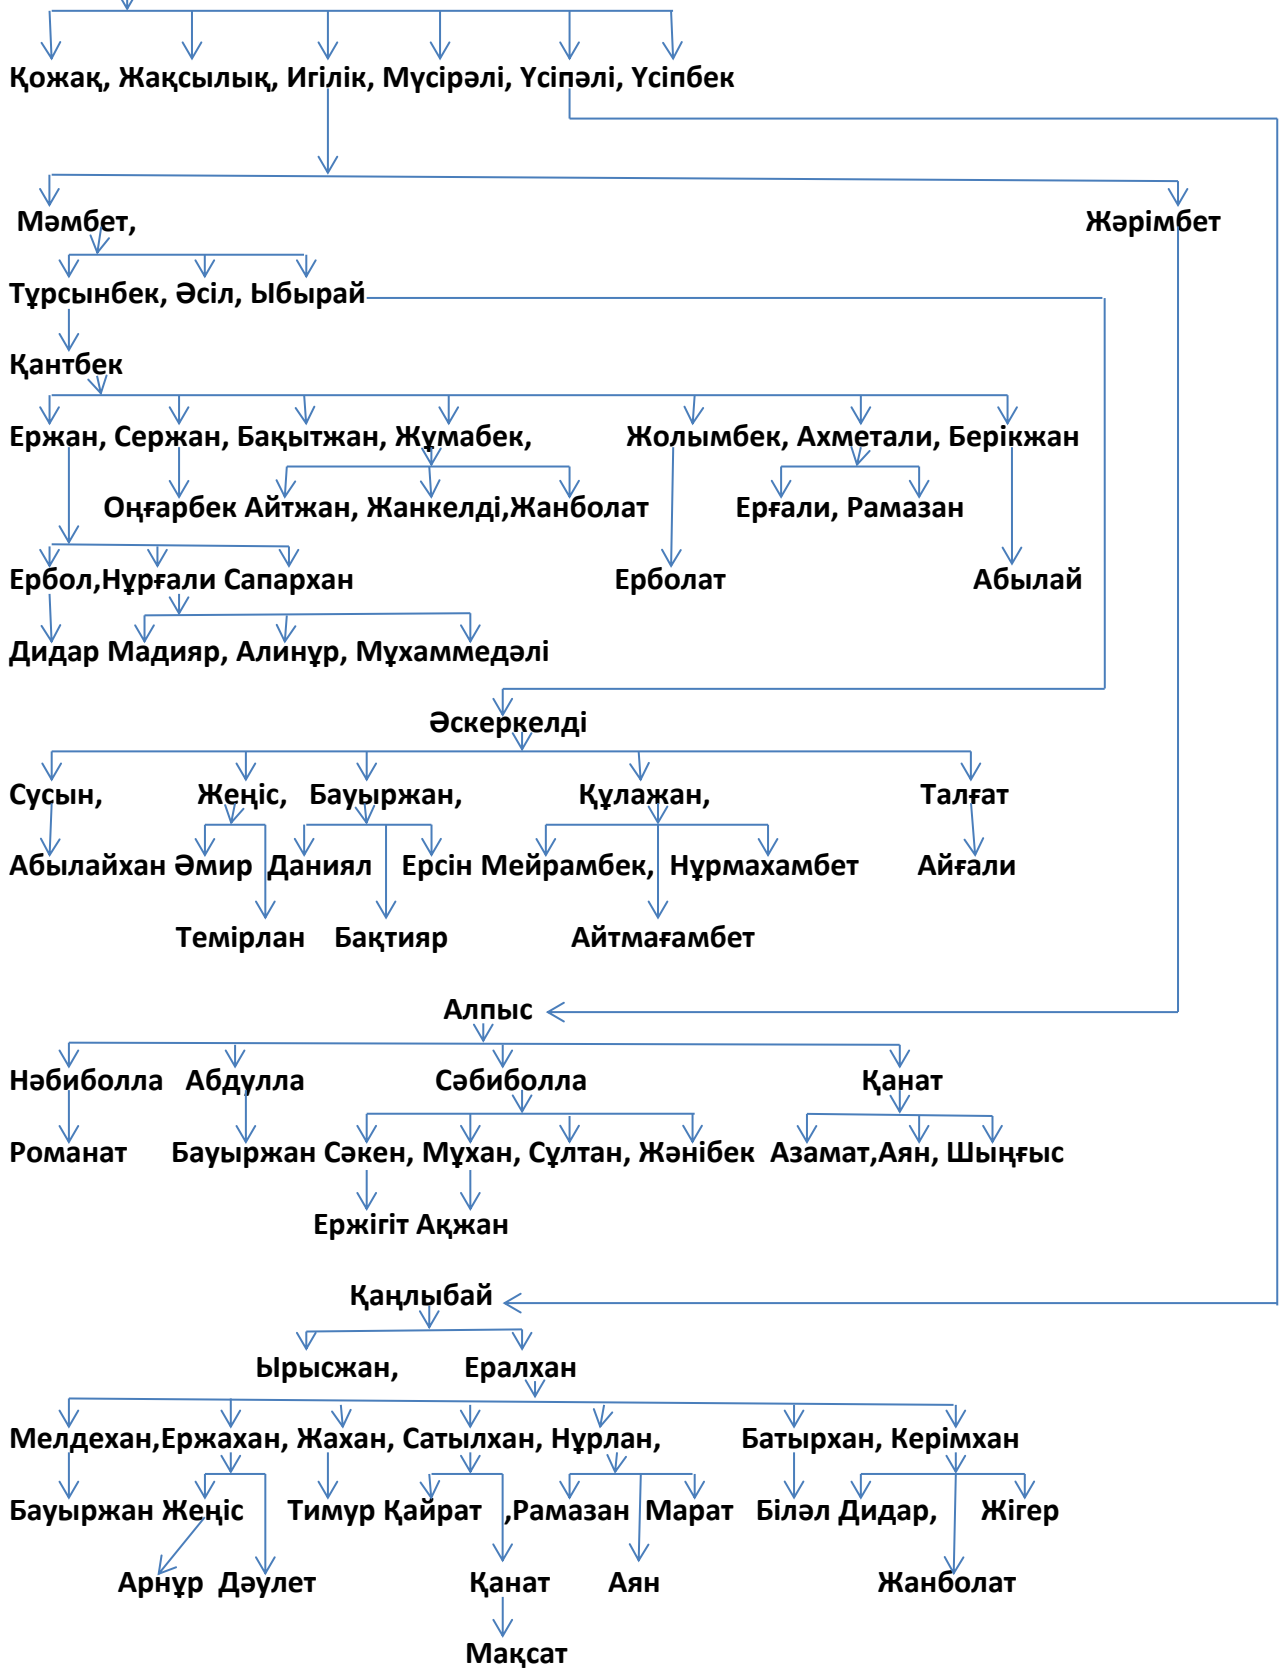 Қожақ, Жақсылық, Игілік, Мүсірәлі, Үсіпәлі, Үсіпбек
Мәмбет, Жәрімбет
Тұрсынбек, Әсіл, Ыбырай
Қантбек
Ержан, Сержан, Бақытжан, Жұмабек, Жолымбек, Ахметали, Берікжан
Оңғарбек Айтжан, Жанкелді,Жанболат Ерғали, Рамазан
Ербол,Нұрғали Сапархан Ерболат Абылай
Дидар Мадияр, Алинұр, Мұхаммедәлі
Әскеркелді
Сусын, Жеңіс, Бауыржан, Құлажан, Талғат
Абылайхан Әмир Даниял Ерсін Мейрамбек, Нұрмахамбет Айғали
Темірлан Бақтияр Айтмағамбет
Алпыс
Нәбиболла Абдулла Сәбиболла Қанат
Романат Бауыржан Сәкен, Мұхан, Сұлтан, Жәнібек Азамат,Аян, Шыңғыс
Ержігіт Ақжан
Қаңлыбай
Ырысжан, Ералхан
Мелдехан,Ержахан, Жахан, Сатылхан, Нұрлан, Батырхан, Керімхан
Бауыржан Жеңіс Тимур Қайрат ,Рамазан Марат Біләл Дидар, Жігер
Арнұр Дәулет Қанат Аян Жанболат
Мақсат